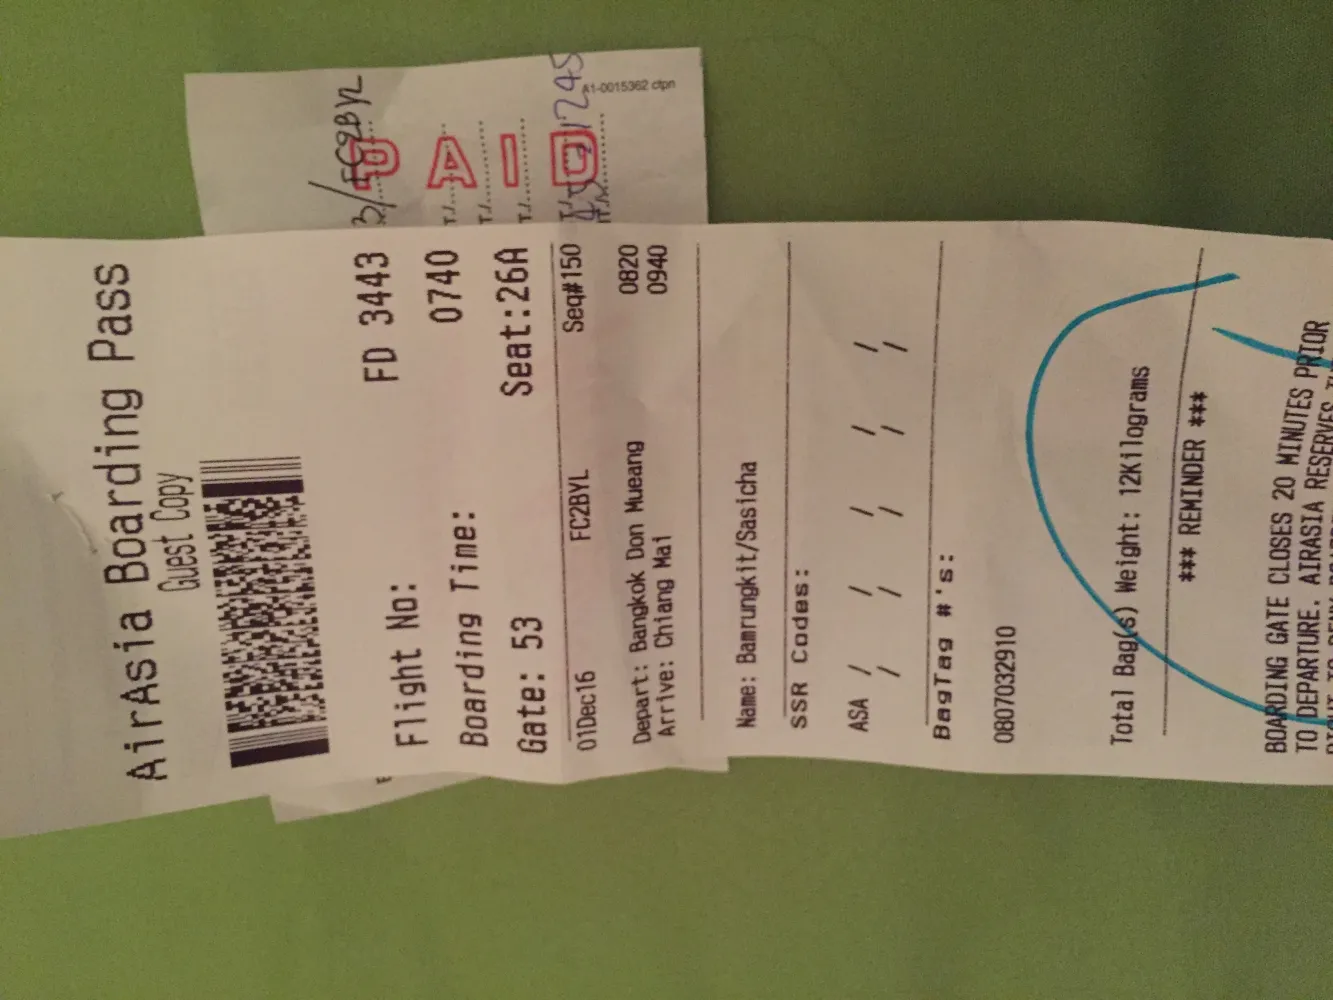 AirAsia Boarding Pass
Guest Copy
Flight No: FD 3443
Boarding Time: 0740
Gate: 53 Seat:26A
01Dec16 FC2BYL Seq#150
Depart: Bangkok Don Mueang 0820
Arrive: Chiang Mai 0940
Name: Bamrungkit/Sasicha
SSR Codes:
ASA / / / / /
/ / / / /
BagTag #'s:
0807032910
Total Bag(s) Weight: 12Kilograms
*** REMINDER ***
BOARDING GATE CLOSES 20 MINUTES PRIOR
TO DEPARTURE. AIRASIA RESERVES
3/FC2BYL
PAID
A1-0015362 ctpn